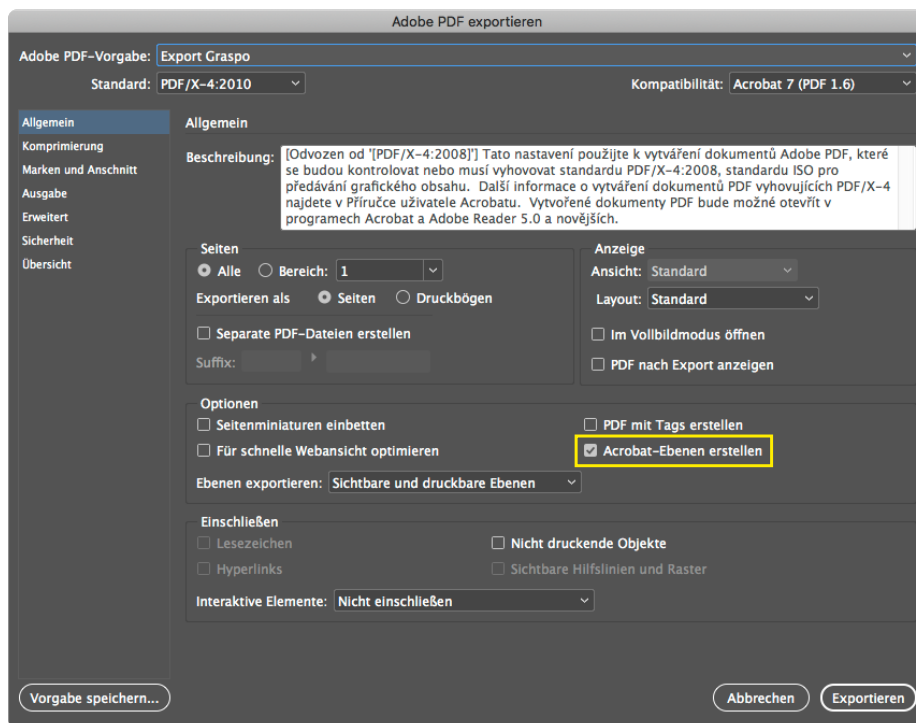 Adobe PDF exportieren
Adobe PDF-Vorgabe: Export Graspo
Standard: PDF/X-4:2010
Kompatibilität: Acrobat 7 (PDF 1.6)
Allgemein
Komprimierung
Marken und Anschnitt
Ausgabe
Erweitert
Sicherheit
Übersicht
Allgemein
Beschreibung: [Odvozen od '[PDF/X-4:2008]'] Tato nastavení použijte k vytváření dokumentů Adobe PDF, které
se budou kontrolovat nebo musí vyhovovat standardu PDF/X-4:2008, standardu ISO pro
předávání grafického obsahu. Další informace o vytváření dokumentů PDF vyhovujících PDF/X-4
najdete v Příručce uživatele Acrobatu. Vytvořené dokumenty PDF bude možné otevřít v
programech Acrobat a Adobe Reader 5.0 a novějších.
Seiten
Alle Bereich: 1
Exportieren als Seiten Druckbögen
Separate PDF-Dateien erstellen
Suffix:
Anzeige
Ansicht: Standard
Layout: Standard
Im Vollbildmodus öffnen
PDF nach Export anzeigen
Optionen
Seitenminiaturen einbetten
PDF mit Tags erstellen
Für schnelle Webansicht optimieren
Acrobat-Ebenen erstellen
Ebenen exportieren: Sichtbare und druckbare Ebenen
Einschließen
Lesezeichen
Nicht druckende Objekte
Hyperlinks
Sichtbare Hilfslinien und Raster
Interaktive Elemente: Nicht einschließen
Vorgabe speichern...
Abbrechen
Exportieren